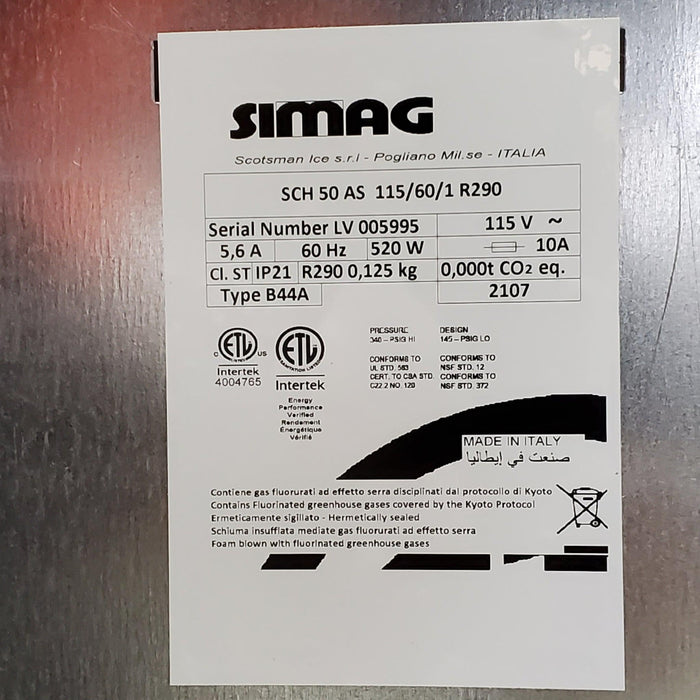 SIMAG
Scotsman Ice s.r.l - Pogliano Mil.se - ITALIA
SCH 50 AS 115/60/1 R290
Serial Number LV 005995 115 V ~
5,6 A 60 Hz 520 W 10A
Cl. ST IP21 R290 0,125 kg 0,000t CO2 eq.
Type B44A 2107
PRESSURE DESIGN
340 - PSIG HI 145 - PSIG LO
C ETL US
Intertek
4004765
ETL
SANITATION LISTED
Intertek
Energy
Performance
Verified
Rendement
Énergétique
Vérifié
CONFORMS TO
UL STD. 563
CERT. TO CSA STD.
C22.2 NO. 120
CONFORMS TO
NSF STD. 12
CONFORMS TO
NSF STD. 372
MADE IN ITALY
صنعت في إيطاليا
Contiene gas fluorurati ad effetto serra disciplinati dal protocollo di Kyoto
Contains Fluorinated greenhouse gases covered by the Kyoto Protocol
Ermeticamente sigillato - Hermetically sealed
Schiuma insufflata mediate gas fluorurati ad effetto serra
Foam blown with fluorinated greenhouse gases